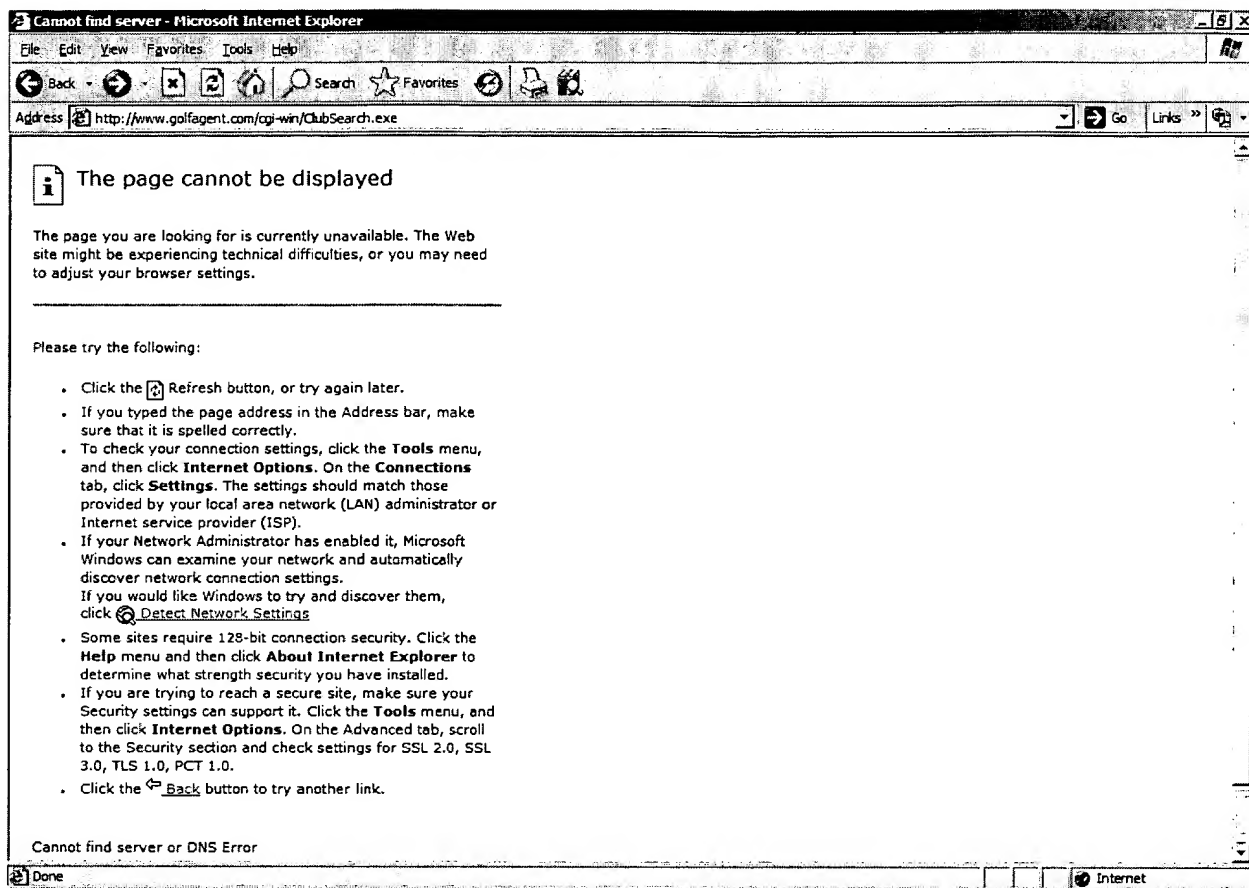 Cannot find server - Microsoft Internet Explorer
File Edit View Favorites Tools Help
Back Search Favorites
Address http://www.golfagent.com/cgi-win/ClubSearch.exe Go Links »
The page cannot be displayed
The page you are looking for is currently unavailable. The Web
site might be experiencing technical difficulties, or you may need
to adjust your browser settings.
Please try the following:
• Click the Refresh button, or try again later.
• If you typed the page address in the Address bar, make
sure that it is spelled correctly.
• To check your connection settings, click the Tools menu,
and then click Internet Options. On the Connections
tab, click Settings. The settings should match those
provided by your local area network (LAN) administrator or
Internet service provider (ISP).
• If your Network Administrator has enabled it, Microsoft
Windows can examine your network and automatically
discover network connection settings.
If you would like Windows to try and discover them,
click Detect Network Settings
• Some sites require 128-bit connection security. Click the
Help menu and then click About Internet Explorer to
determine what strength security you have installed.
• If you are trying to reach a secure site, make sure your
Security settings can support it. Click the Tools menu, and
then click Internet Options. On the Advanced tab, scroll
to the Security section and check settings for SSL 2.0, SSL
3.0, TLS 1.0, PCT 1.0.
• Click the Back button to try another link.
Cannot find server or DNS Error
Done Internet